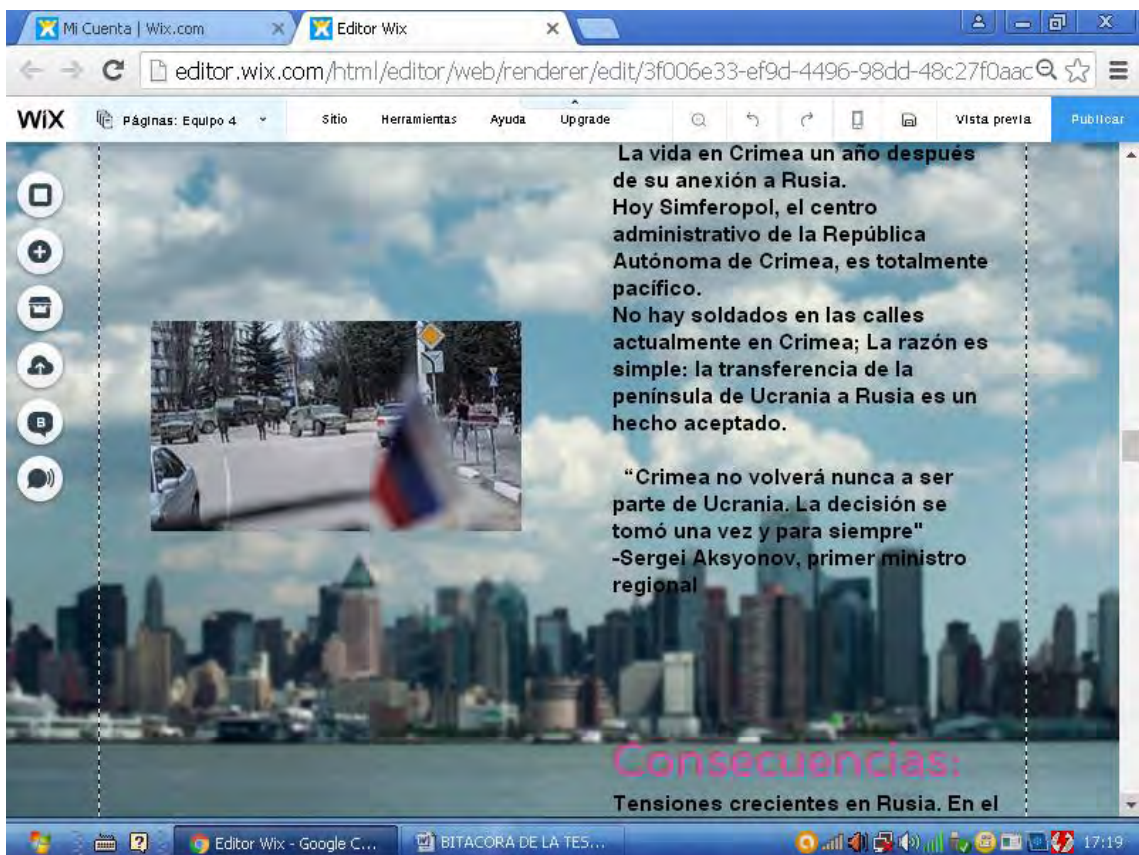 Mi Cuenta | Wix.com
Editor Wix
editor.wix.com/html/editor/web/renderer/edit/3f006e33-ef9d-4496-98dd-48c27f0aac
WiX
Páginas: Equipo 4
Sitio
Herramientas
Ayuda
Upgrade
Vista previa
Publicar
La vida en Crimea un año después
de su anexión a Rusia.
Hoy Simferopol, el centro
administrativo de la República
Autónoma de Crimea, es totalmente
pacífico.
No hay soldados en las calles
actualmente en Crimea; La razón es
simple: la transferencia de la
península de Ucrania a Rusia es un
hecho aceptado.
“Crimea no volverá nunca a ser
parte de Ucrania. La decisión se
tomó una vez y para siempre"
-Sergei Aksyonov, primer ministro
regional
Consecuencias:
Tensiones crecientes en Rusia. En el
Editor Wix - Google C...
BITACORA DE LA TES...
17:19